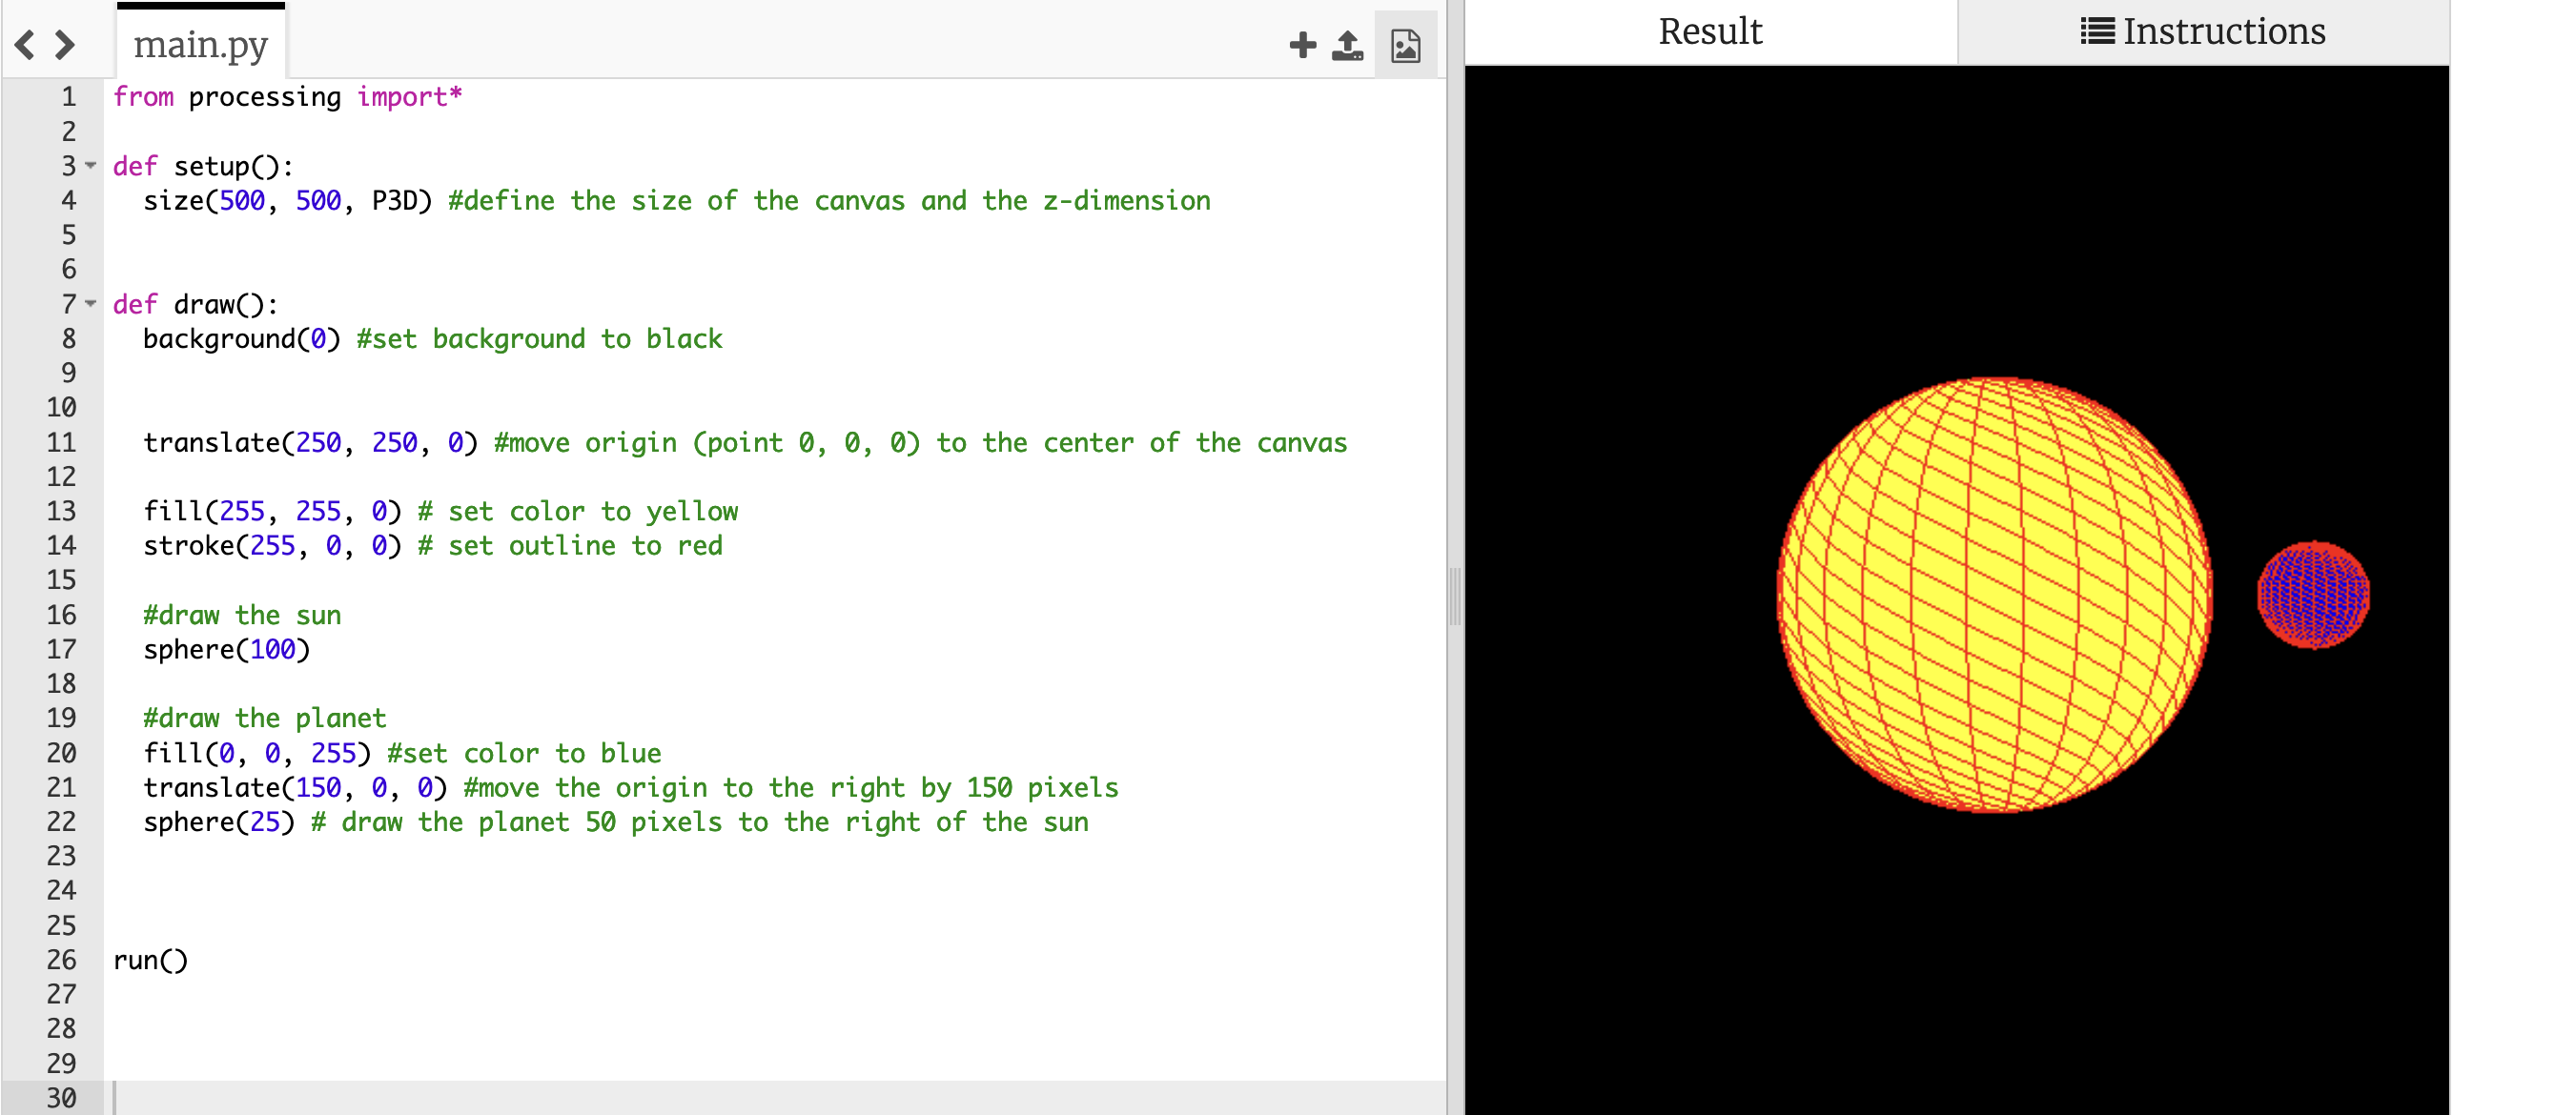 main.py
Result
Instructions
1 from processing import*
2
3 def setup():
4   size(500, 500, P3D) #define the size of the canvas and the z-dimension
5
6
7 def draw():
8   background(0) #set background to black
9
10
11   translate(250, 250, 0) #move origin (point 0, 0, 0) to the center of the canvas
12
13   fill(255, 255, 0) # set color to yellow
14   stroke(255, 0, 0) # set outline to red
15
16   #draw the sun
17   sphere(100)
18
19   #draw the planet
20   fill(0, 0, 255) #set color to blue
21   translate(150, 0, 0) #move the origin to the right by 150 pixels
22   sphere(25) # draw the planet 50 pixels to the right of the sun
23
24
25
26 run()
27
28
29
30